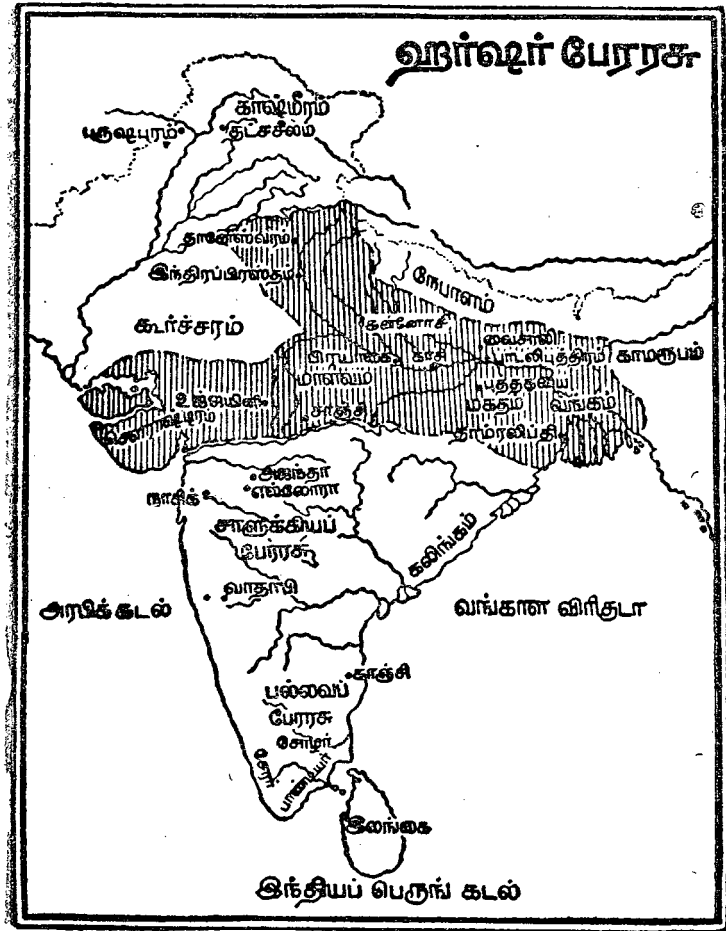 ஹர்ஷர் பேரரசு
காஷ்மீரம்
புருஷபுரம்
தட்சசீலம்
தானேஸ்வரம்
இந்திரப்பிரஸ்தம்
நேபாளம்
கூர்ச்சரம்
கன்னோசி
வைசாலி
பிரயாகை
காசி
பாடலிபுத்திரம்
காமரூபம்
மாளவம்
புத்தகயை
உஜ்ஜயினி
மகதம்
வங்கம்
சாஞ்சி
சௌராஷ்டிரம்
தாமரலிப்தி
அஜந்தா
எல்லோரா
நாசிக்
சாளுக்கியப்
பேரரசு
கலிங்கம்
வாதாபி
அரபிக்கடல்
வங்காள விரிகுடா
காஞ்சி
பல்லவப்
பேரரசு
சோழர்
சேரர்
பாண்டியர்
இலங்கை
இந்தியப் பெருங் கடல்